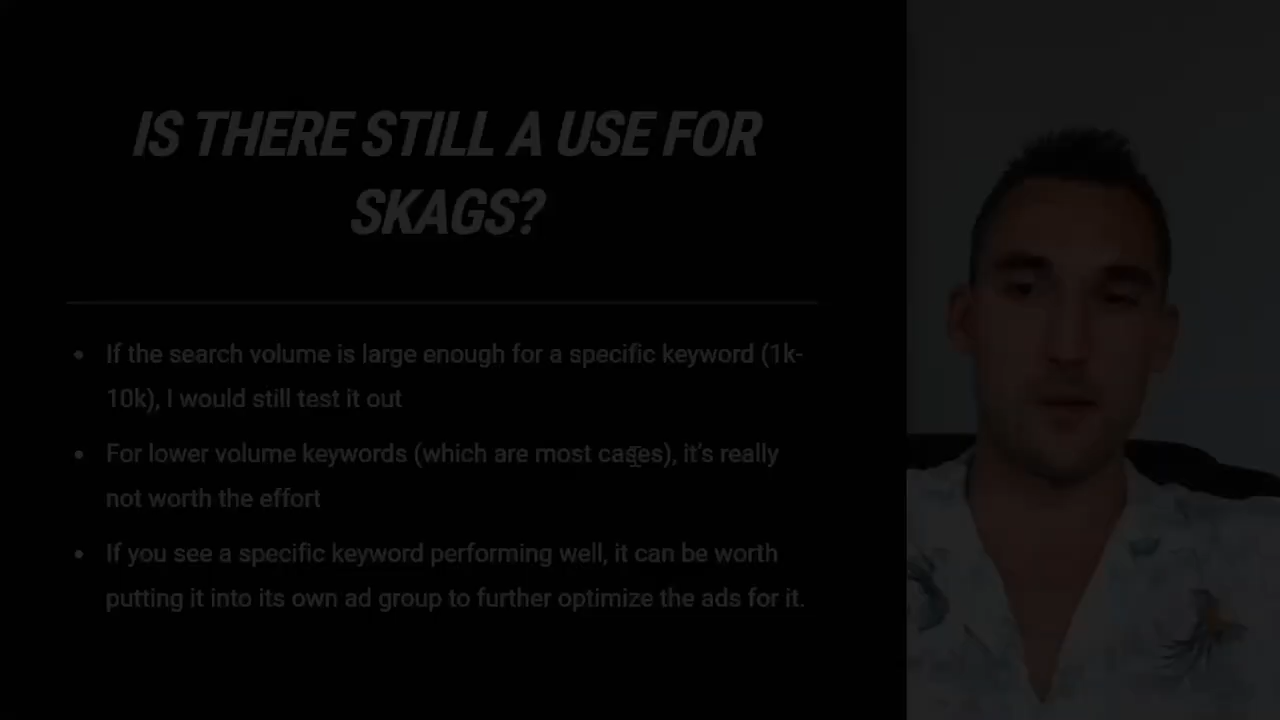 IS THERE STILL A USE FOR
SKAGS?
• If the search volume is large enough for a specific keyword (1k-
10k), I would still test it out
• For lower volume keywords (which are most cases), it's really
not worth the effort
• If you see a specific keyword performing well, it can be worth
putting it into its own ad group to further optimize the ads for it.